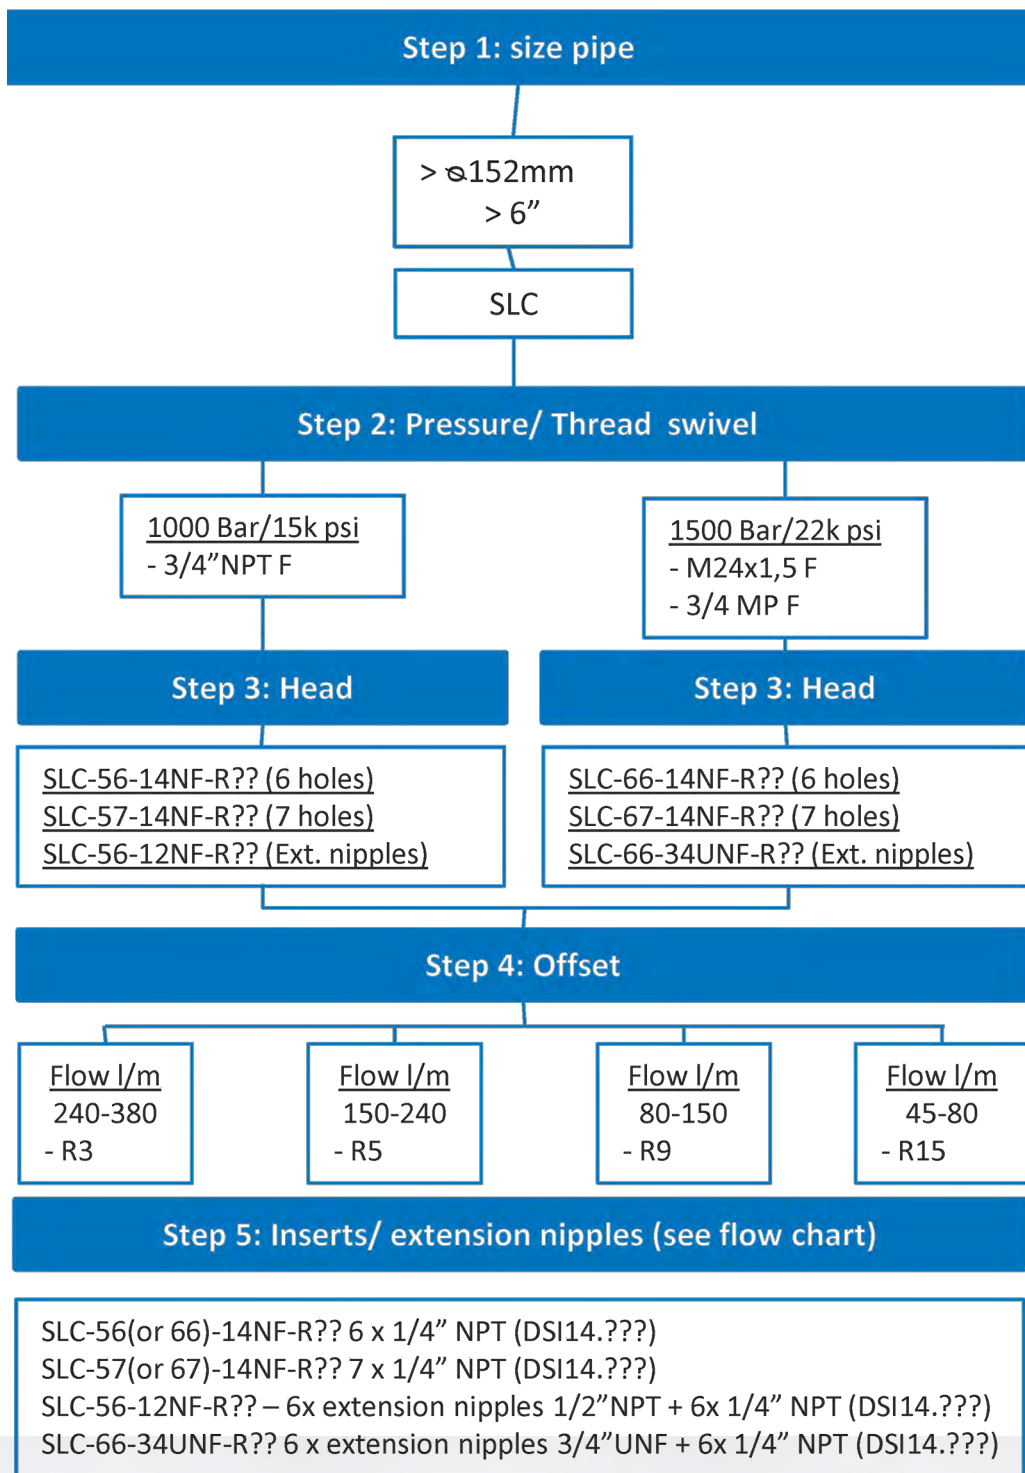 Step 1: size pipe
> ⌀152mm
> 6”
SLC
Step 2: Pressure/ Thread swivel
1000 Bar/15k psi
- 3/4”NPT F
1500 Bar/22k psi
- M24x1,5 F
- 3/4 MP F
Step 3: Head
Step 3: Head
SLC-56-14NF-R?? (6 holes)
SLC-57-14NF-R?? (7 holes)
SLC-56-12NF-R?? (Ext. nipples)
SLC-66-14NF-R?? (6 holes)
SLC-67-14NF-R?? (7 holes)
SLC-66-34UNF-R?? (Ext. nipples)
Step 4: Offset
Flow l/m
240-380
- R3
Flow l/m
150-240
- R5
Flow l/m
80-150
- R9
Flow l/m
45-80
- R15
Step 5: Inserts/ extension nipples (see flow chart)
SLC-56(or 66)-14NF-R?? 6 x 1/4” NPT (DSI14.???)
SLC-57(or 67)-14NF-R?? 7 x 1/4” NPT (DSI14.???)
SLC-56-12NF-R?? – 6x extension nipples 1/2”NPT + 6x 1/4” NPT (DSI14.???)
SLC-66-34UNF-R?? 6 x extension nipples 3/4”UNF + 6x 1/4” NPT (DSI14.???)